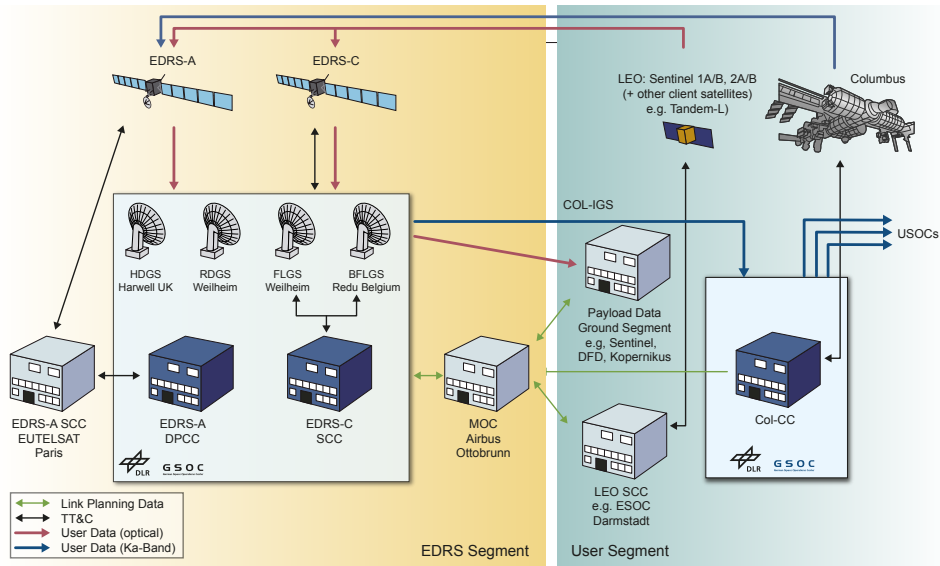 EDRS-A
EDRS-C
LEO: Sentinel 1A/B, 2A/B
(+ other client satellites)
e.g. Tandem-L)
Columbus
COL-IGS
USOCs
HDGS
Harwell UK
RDGS
Weilheim
FLGS
Weilheim
BFLGS
Redu Belgium
Payload Data
Ground Segment
e.g, Sentinel,
DFD, Kopernikus
EDRS-A SCC
EUTELSAT
Paris
EDRS-A
DPCC
EDRS-C
SCC
MOC
Airbus
Ottobrunn
Col-CC
LEO SCC
e.g. ESOC
Darmstadt
DLR
GSOC
DLR
GSOC
Link Planning Data
TT&C
User Data (optical)
User Data (Ka-Band)
EDRS Segment
User Segment